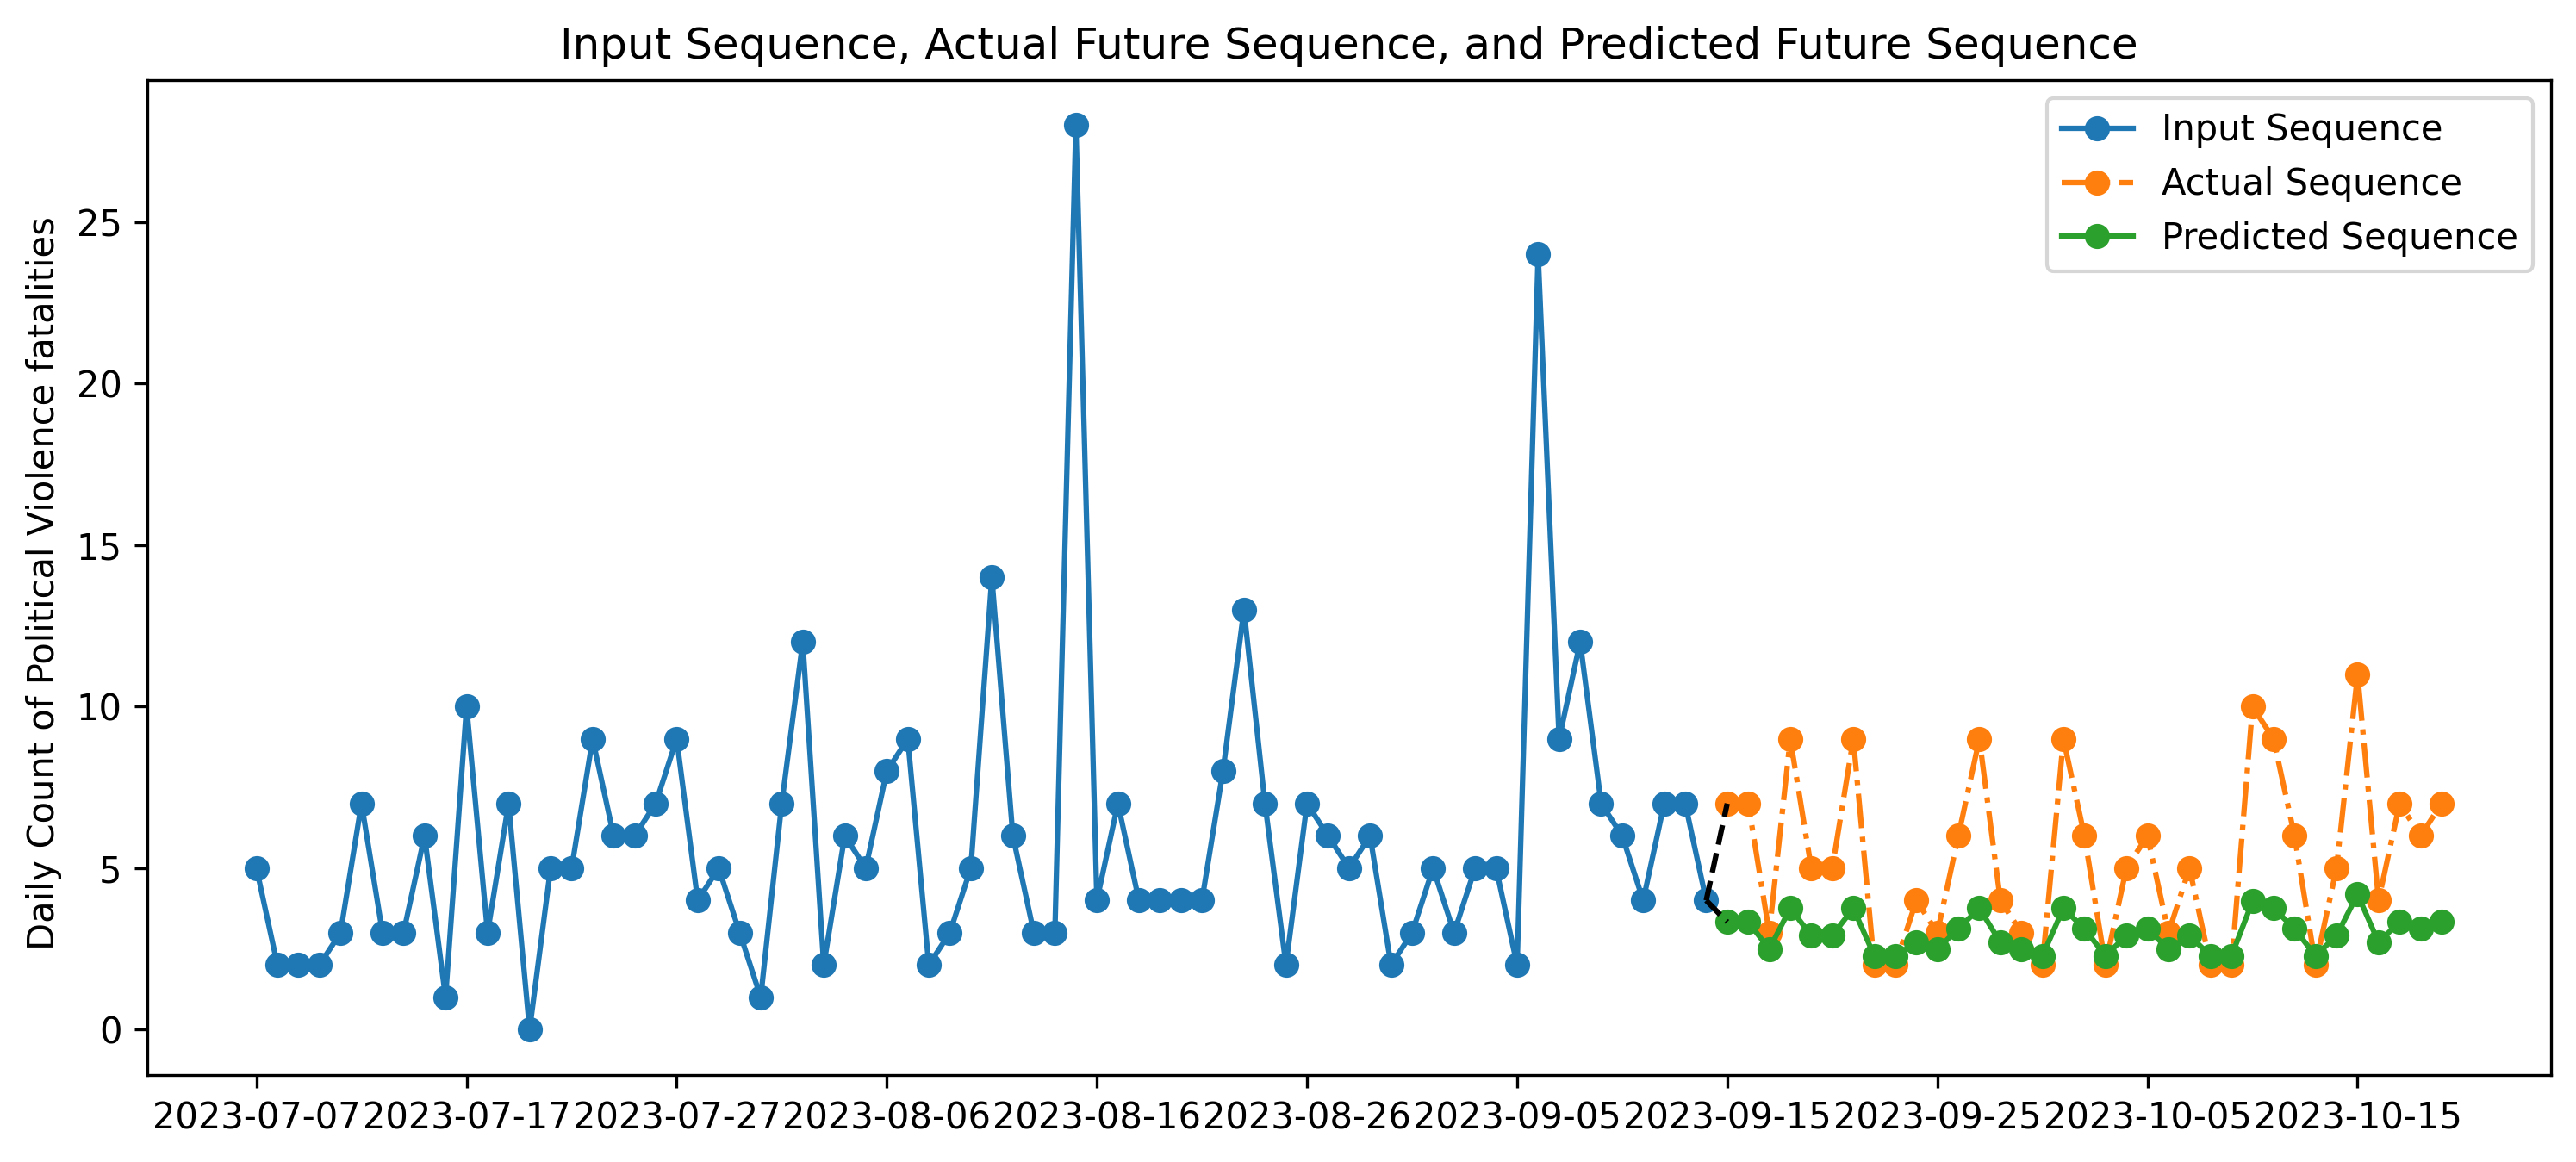 Input Sequence, Actual Future Sequence, and Predicted Future Sequence
Input Sequence
Actual Sequence
Predicted Sequence
Daily Count of Political Violence fatalities
25
20
15
10
5
0
2023-07-07 2023-07-17 2023-07-27 2023-08-06 2023-08-16 2023-08-26 2023-09-05 2023-09-15 2023-09-25 2023-10-05 2023-10-15